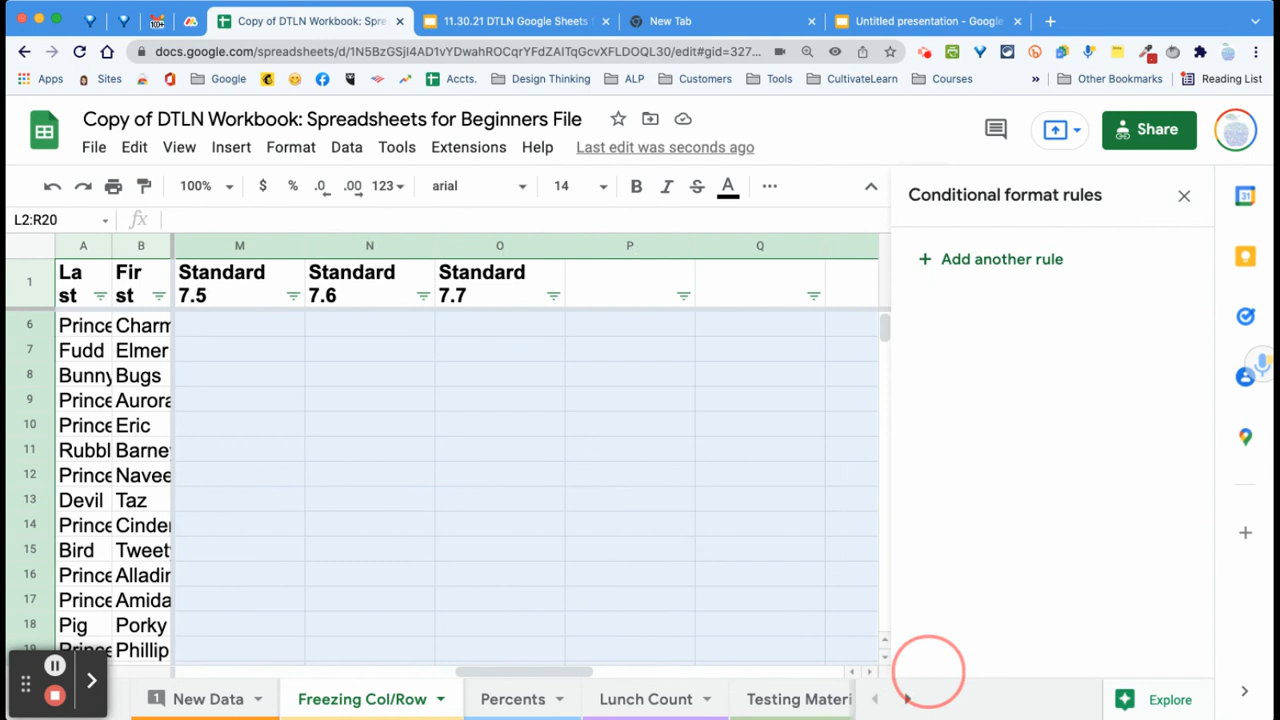 Copy of DTLN Workbook: Spre
11.30.21 DTLN Google Sheets
New Tab
Untitled presentation - Google
docs.google.com/spreadsheets/d/1N5BzGSjI4AD1vYDwahROCqrYFdZAITqGcvXFLDOQL30/edit#gid=327...
Apps
Sites
Google
Accts.
Design Thinking
ALP
Customers
Tools
CultivateLearn
Courses
»
Other Bookmarks
Reading List
Copy of DTLN Workbook: Spreadsheets for Beginners File
Share
File Edit View Insert Format Data Tools Extensions Help Last edit was seconds ago
100% $ % .0 .00 123 arial 14 B I S A ...
Conditional format rules
L2:R20 fx
+ Add another rule
A B M N O P Q
1 La st Fir st Standard 7.5 Standard 7.6 Standard 7.7
6 Prince Charm
7 Fudd Elmer
8 Bunny Bugs
9 Prince Aurora
10 Prince Eric
11 Rubbl Barne
12 Prince Navee
13 Devil Taz
14 Prince Cinde
15 Bird Tweet
16 Prince Alladin
17 Prince Amida
18 Pig Porky
19 Prince Phillip
1 New Data
Freezing Col/Row
Percents
Lunch Count
Testing Materi
Explore